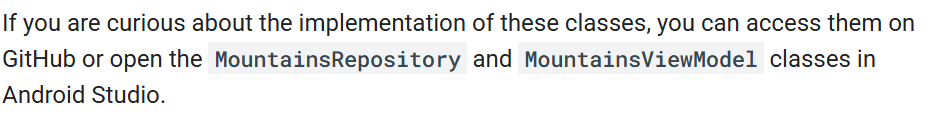 If you are curious about the implementation of these classes, you can access them on
GitHub or open the MountainsRepository and MountainsViewModel classes in
Android Studio.